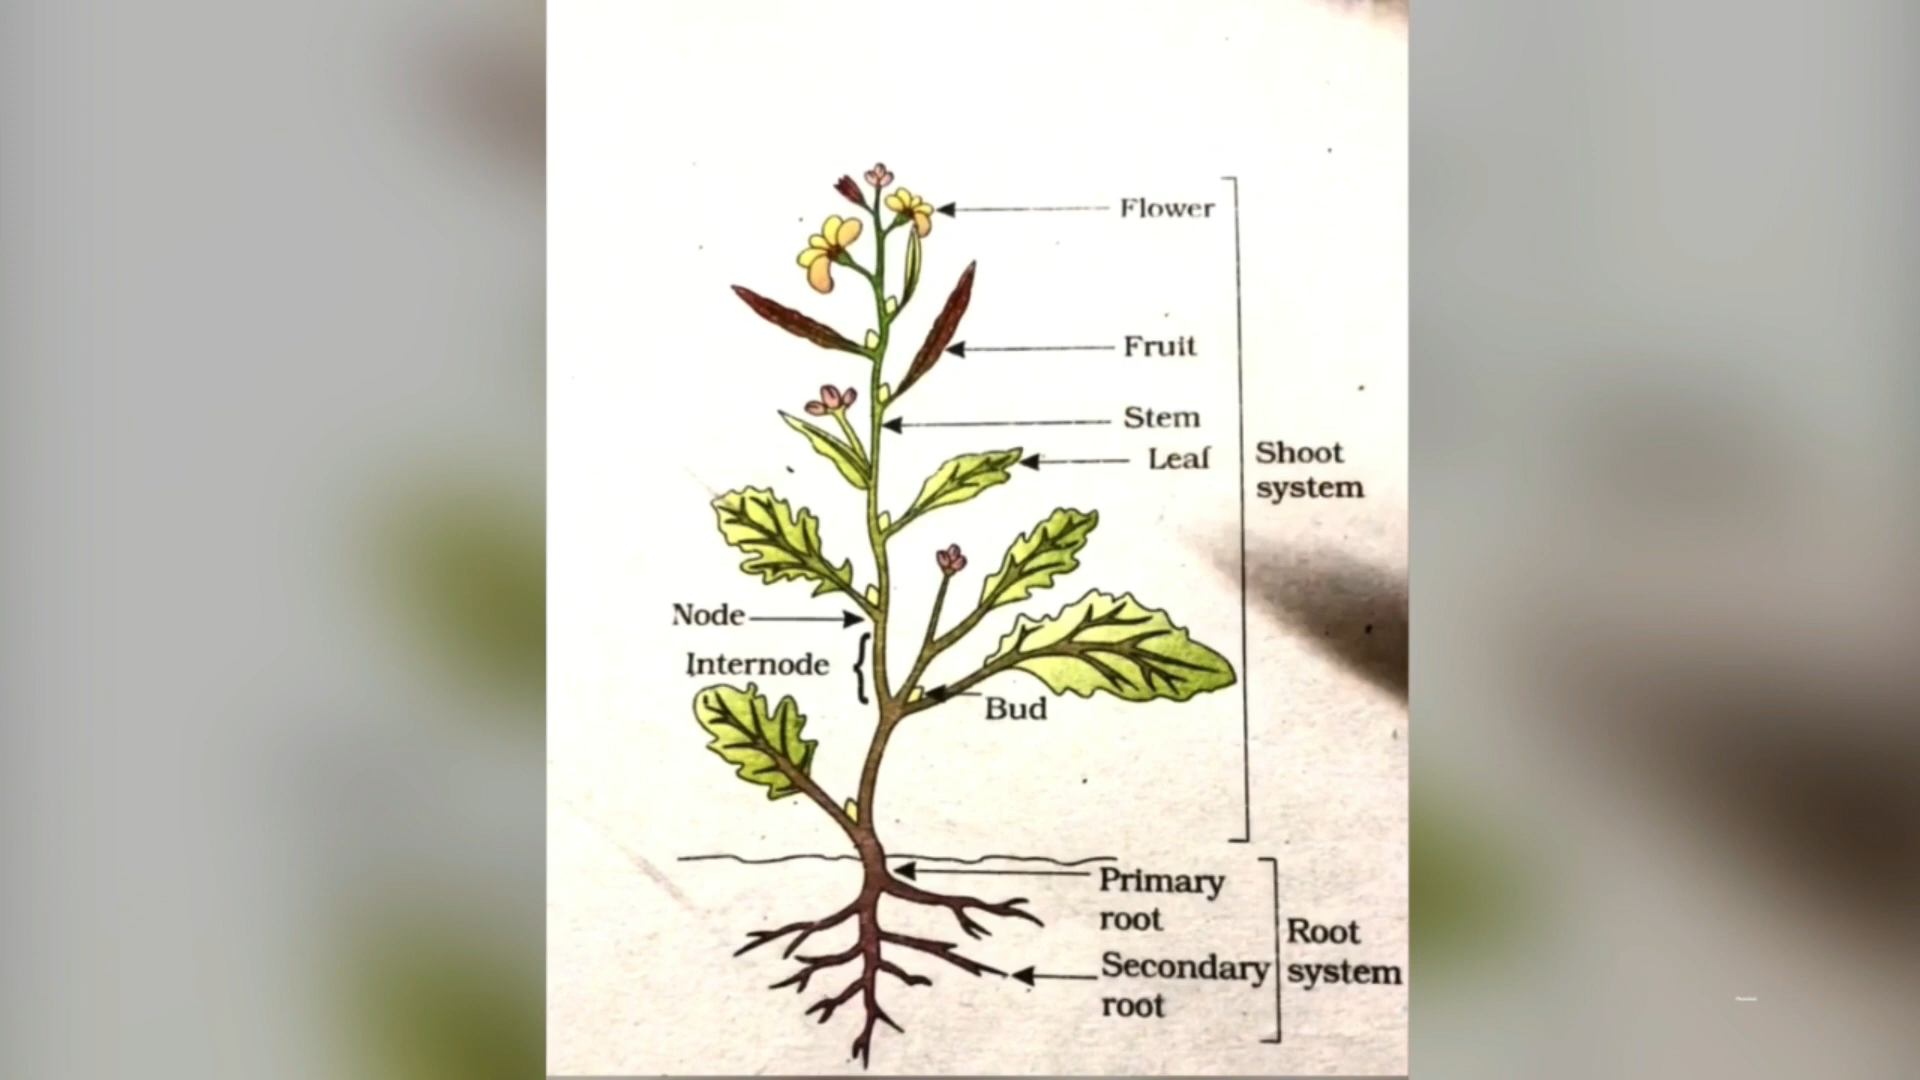 Flower
Fruit
Stem
Leaf
Shoot
system
Node
Internode
Bud
Primary
root
Secondary
root
Root
system